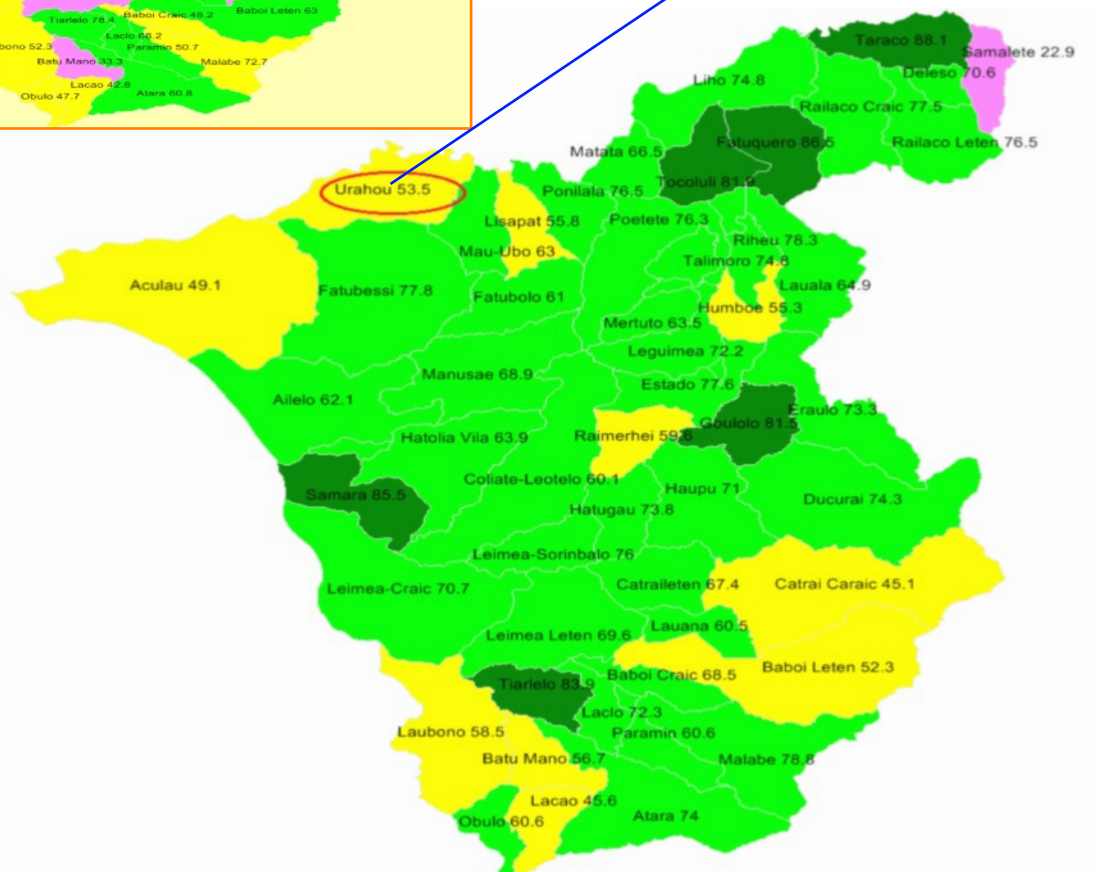 Tiarlelo 78.4
Baboi Craic 48.2
Baboi Leten 63
Laclo 68.2
bono 52.3
Paramin 50.7
Batu Mano 33.3
Malabe 72.7
Lacao 42.8
Obulo 47.7
Atara 60.8
Taraco 88.1
Samalete 22.9
Deleso 70.6
Liho 74.8
Railaco Craic 77.5
Fatuquero 86.5
Railaco Leten 76.5
Matata 66.5
Tocoluli 81.9
Urahou 53.5
Ponilala 76.5
Lisapat 55.8
Poetete 76.3
Riheu 78.3
Mau-Ubo 63
Talimoro 74.8
Aculau 49.1
Fatubessi 77.8
Fatubolo 61
Lauala 64.9
Humboe 55.3
Mertuto 63.5
Leguimea 72.2
Manusae 68.9
Estado 77.6
Ailelo 62.1
Eraulo 73.3
Goulolo 81.5
Hatolia Vila 63.9
Raimerhei 59.6
Coliate-Leotelo 60.1
Samara 85.5
Haupu 71
Ducurai 74.3
Hatugau 73.8
Leimea-Sorinbalo 76
Leimea-Craic 70.7
Catraileten 67.4
Catrai Caraic 45.1
Lauana 60.5
Leimea Leten 69.6
Baboi Leten 52.3
Baboi Craic 68.5
Tiarlelo 83.9
Laclo 72.3
Laubono 58.5
Paramin 60.6
Batu Mano 56.7
Malabe 78.8
Lacao 45.6
Atara 74
Obulo 60.6